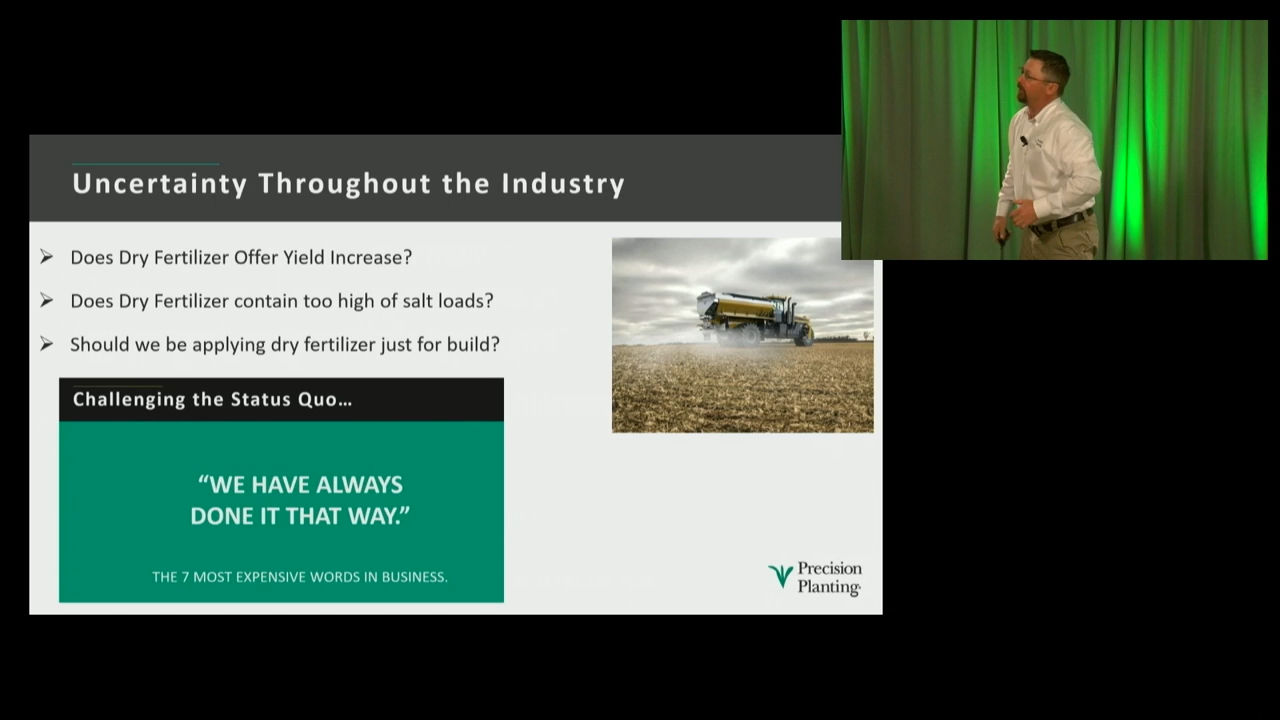 Uncertainty Throughout the Industry
Does Dry Fertilizer Offer Yield Increase?
Does Dry Fertilizer contain too high of salt loads?
Should we be applying dry fertilizer just for build?
Challenging the Status Quo…
“WE HAVE ALWAYS
DONE IT THAT WAY.”
THE 7 MOST EXPENSIVE WORDS IN BUSINESS.
Precision
Planting